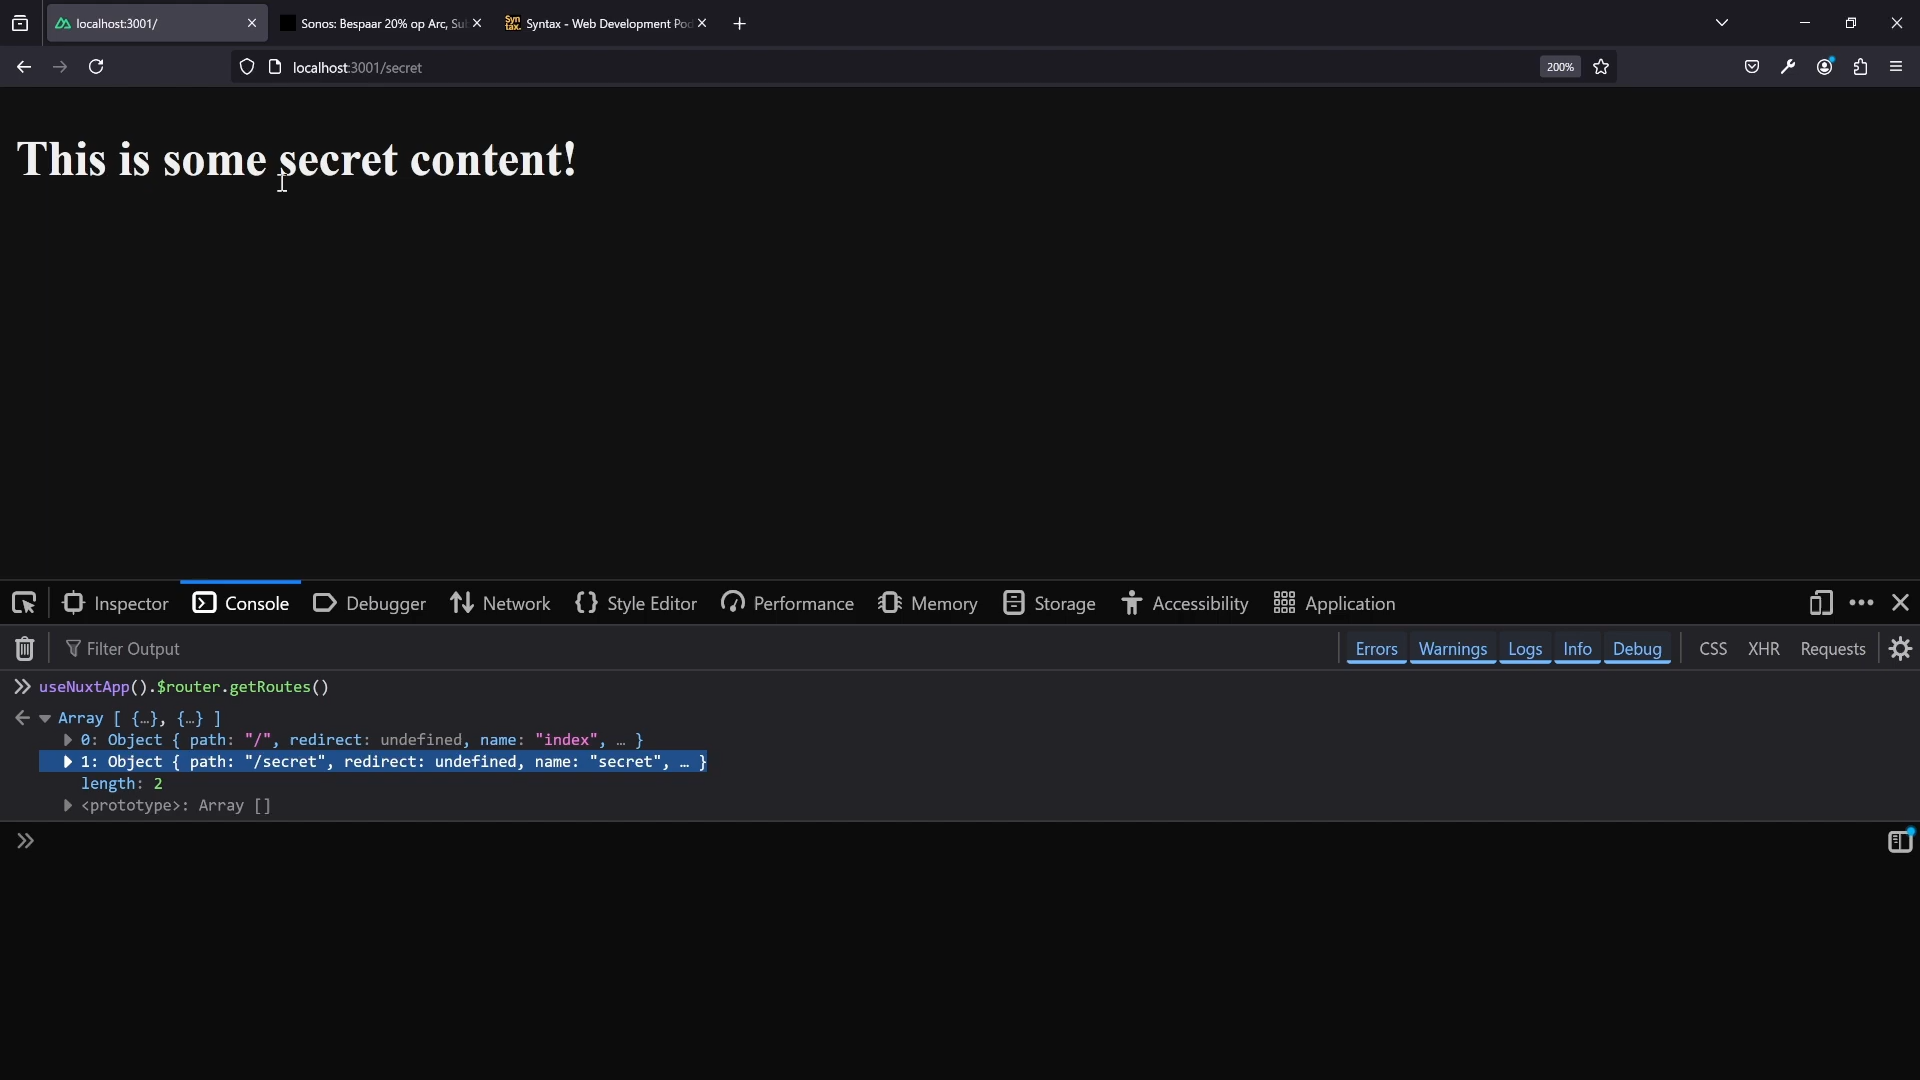 localhost:3001/
Sonos: Bespaar 20% op Arc, Su
Syntax - Web Development Po
localhost:3001/secret
200%
This is some secret content!
Inspector
Console
Debugger
Network
Style Editor
Performance
Memory
Storage
Accessibility
Application
Filter Output
Errors
Warnings
Logs
Info
Debug
CSS
XHR
Requests
useNuxtApp().$router.getRoutes()
Array [ {…}, {…} ]
0: Object { path: "/", redirect: undefined, name: "index", … }
1: Object { path: "/secret", redirect: undefined, name: "secret", … }
length: 2
<prototype>: Array []